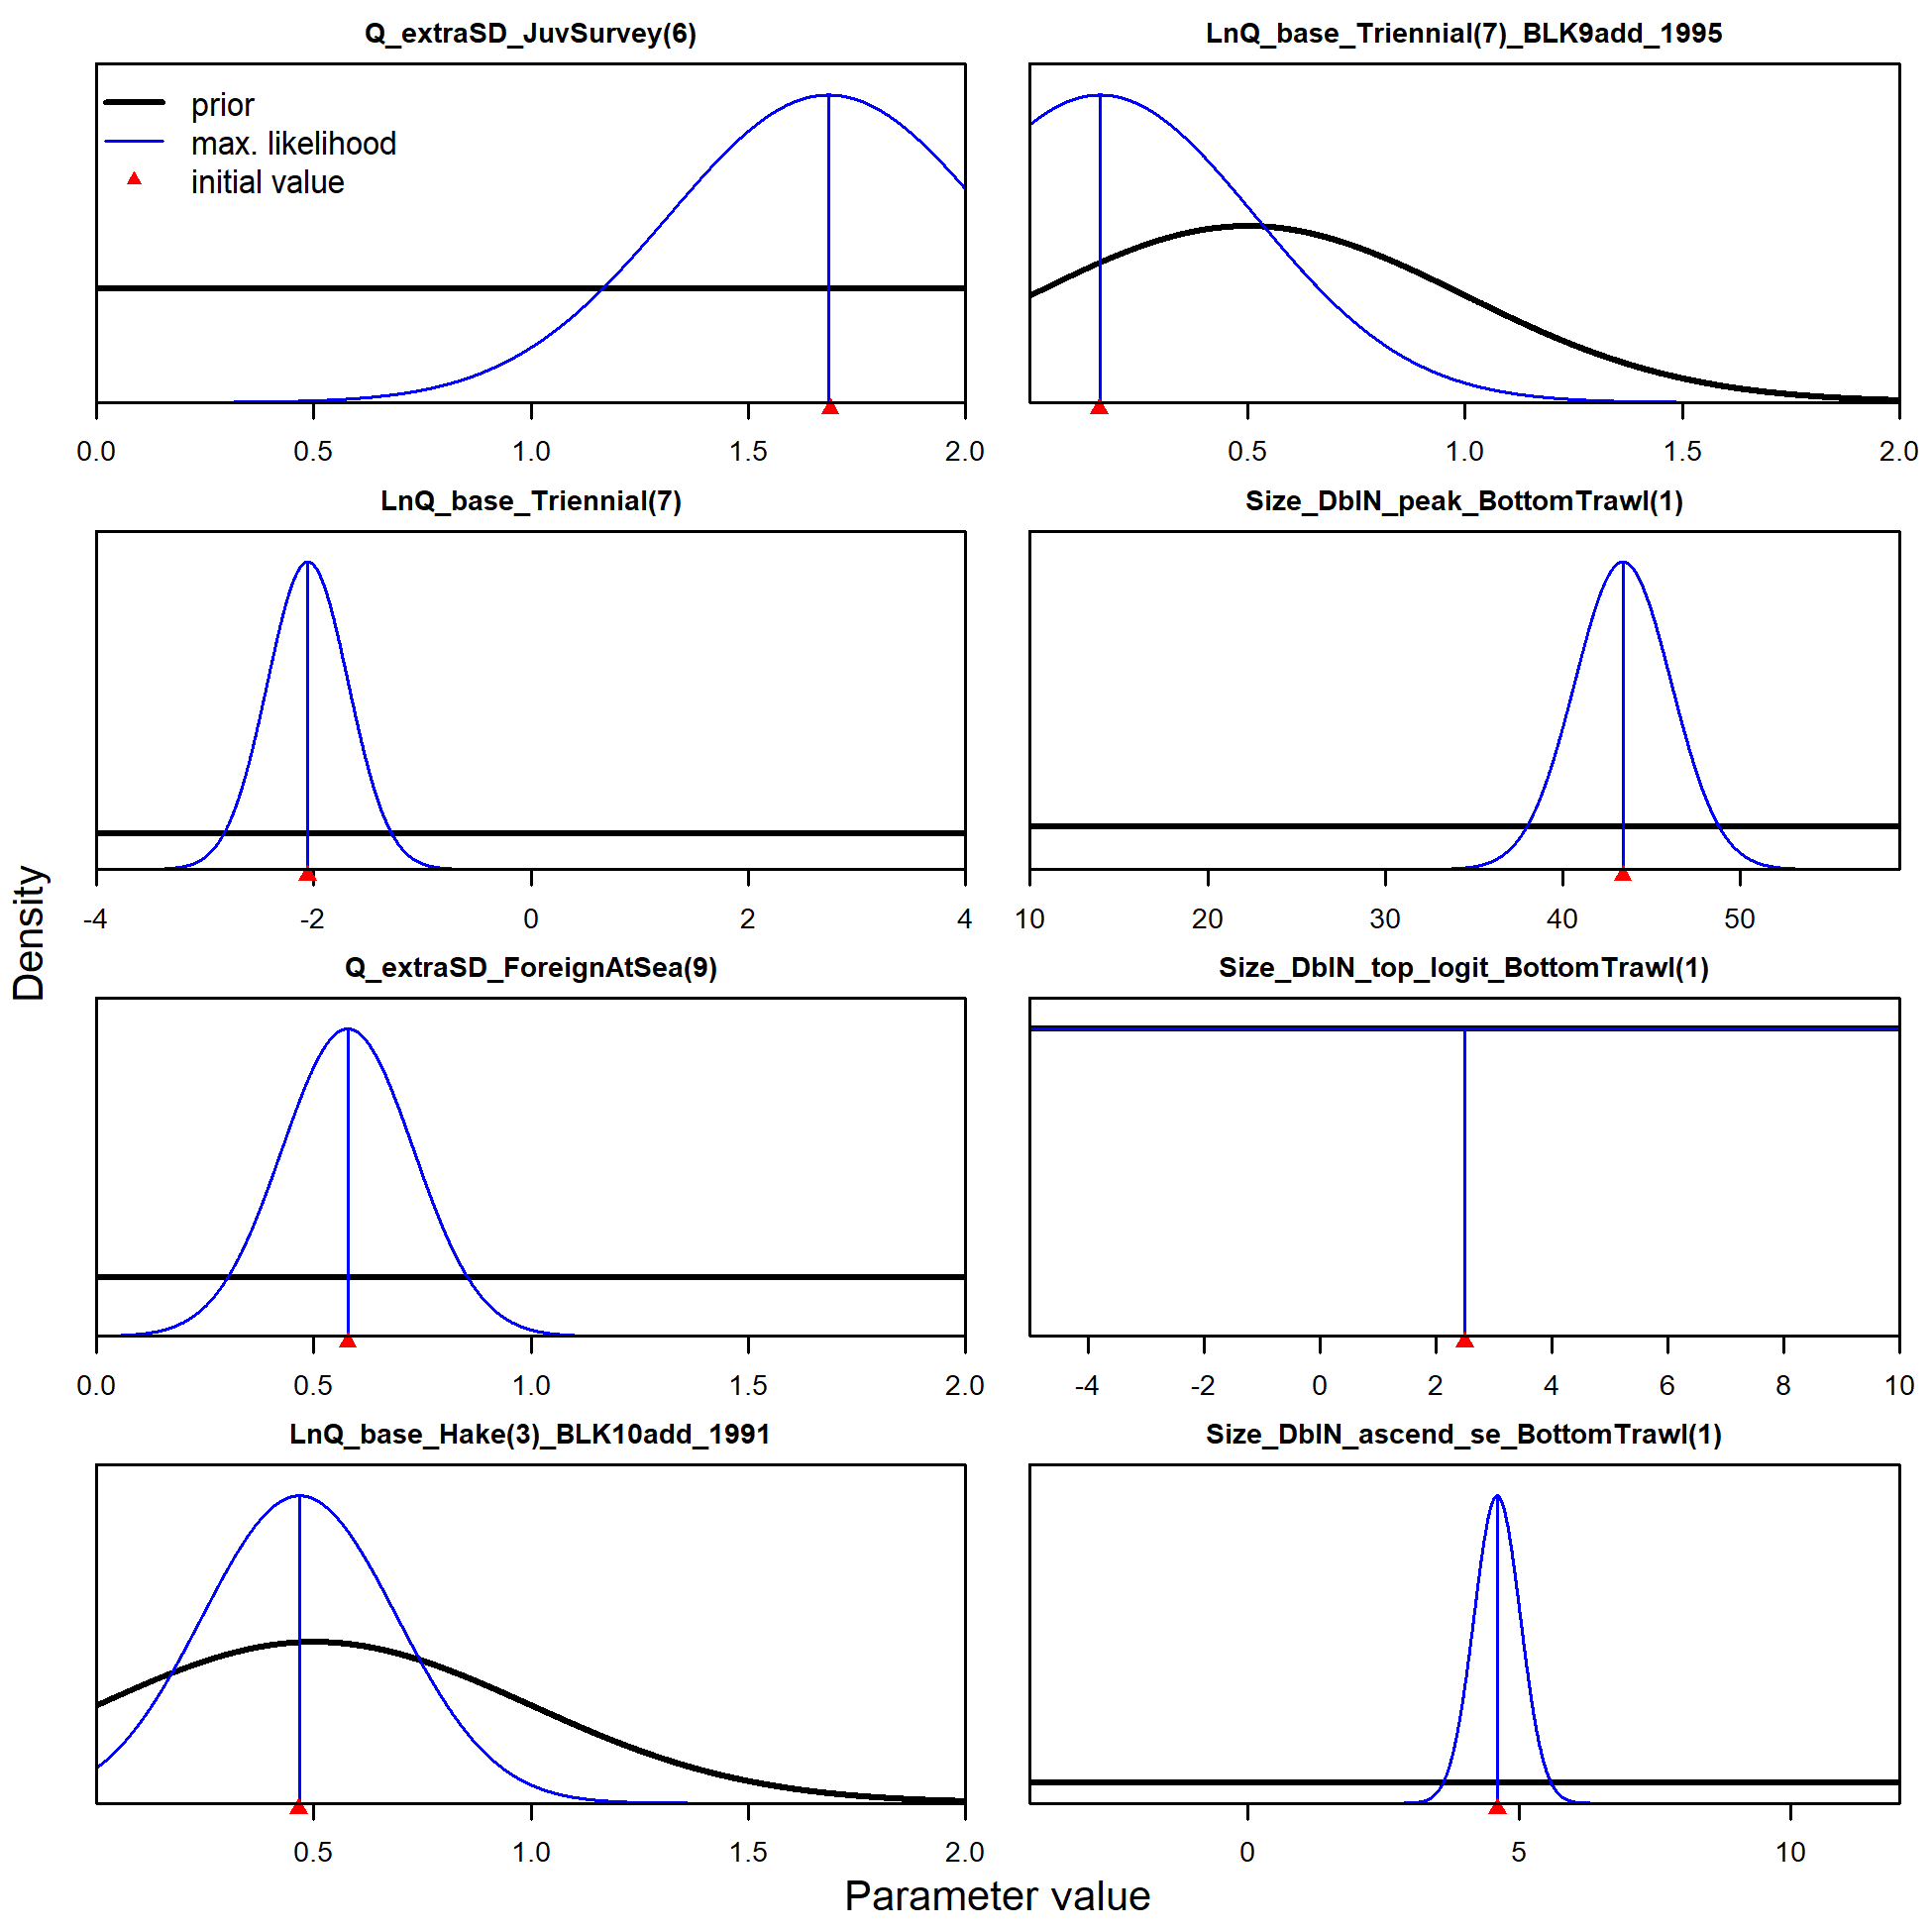 Q_extraSD_JuvSurvey(6)
prior
max. likelihood
initial value
0.0 0.5 1.0 1.5 2.0
LnQ_base_Triennial(7)_BLK9add_1995
0.5 1.0 1.5 2.0
LnQ_base_Triennial(7)
-4 -2 0 2 4
Size_DblN_peak_BottomTrawl(1)
10 20 30 40 50
Q_extraSD_ForeignAtSea(9)
0.0 0.5 1.0 1.5 2.0
Size_DblN_top_logit_BottomTrawl(1)
-4 -2 0 2 4 6 8 10
LnQ_base_Hake(3)_BLK10add_1991
0.5 1.0 1.5 2.0
Size_DblN_ascend_se_BottomTrawl(1)
0 5 10
Density
Parameter value